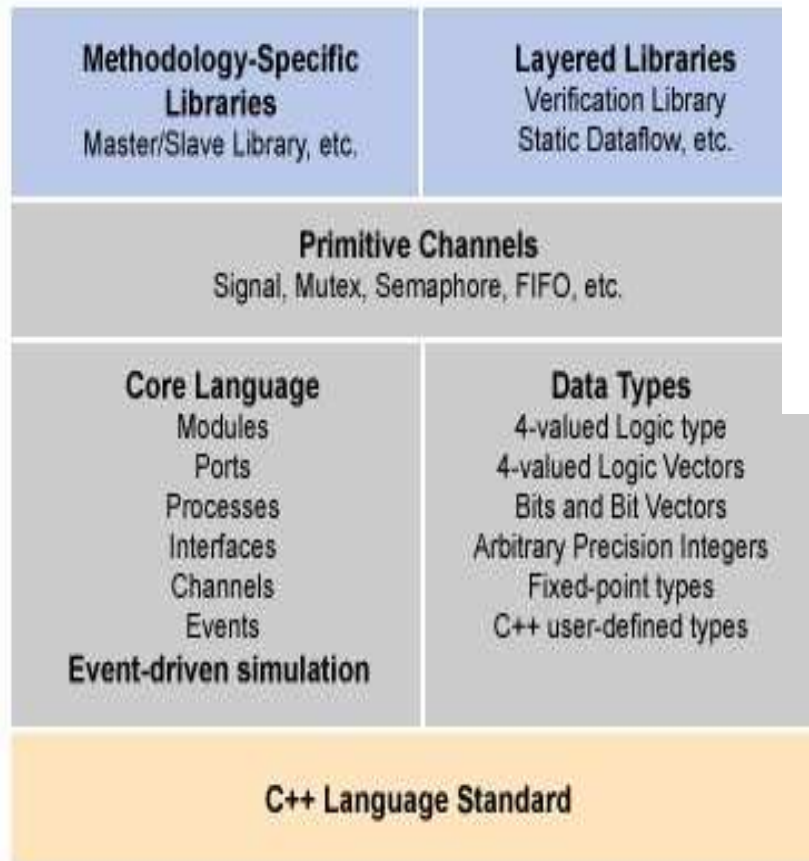 Methodology-Specific
Libraries
Master/Slave Library, etc.
Layered Libraries
Verification Library
Static Dataflow, etc.
Primitive Channels
Signal, Mutex, Semaphore, FIFO, etc.
Core Language
Modules
Ports
Processes
Interfaces
Channels
Events
Event-driven simulation
Data Types
4-valued Logic type
4-valued Logic Vectors
Bits and Bit Vectors
Arbitrary Precision Integers
Fixed-point types
C++ user-defined types
C++ Language Standard